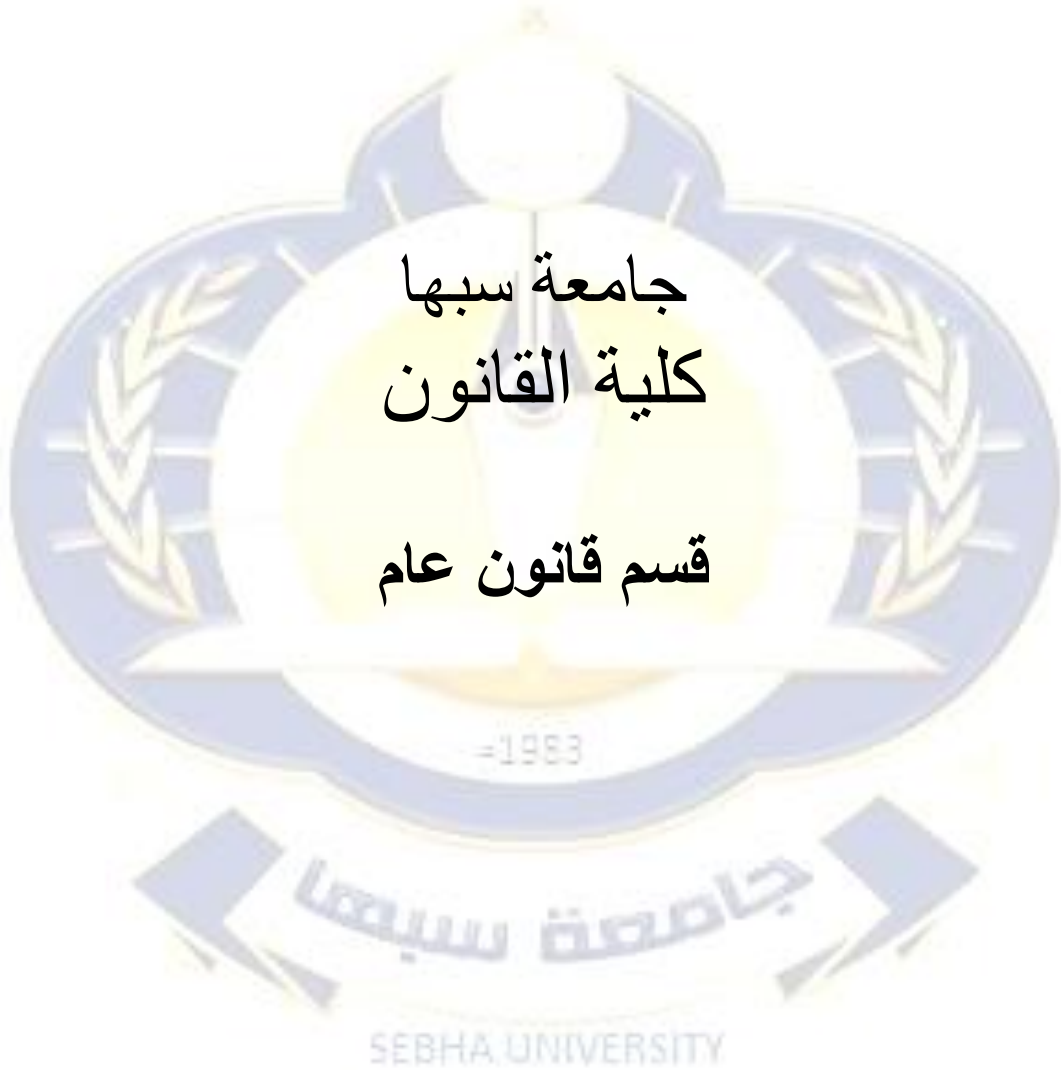 جامعة سبها
كلية القانون
قسم قانون عام
=1983
جامعة سبها
SEBHA UNIVERSITY